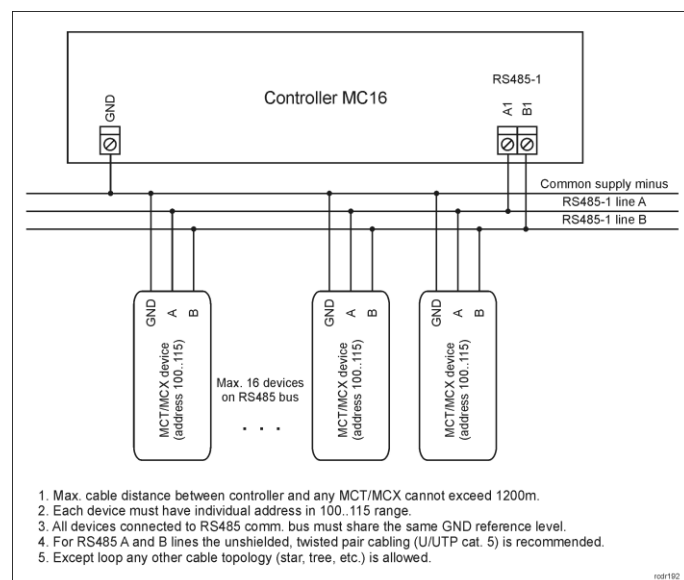 Controller MC16
RS485-1
GND
A1
B1
Common supply minus
RS485-1 line A
RS485-1 line B
GND
A
B
MCT/MCX device
(address 100..115)
Max. 16 devices
on RS485 bus
. . .
GND
A
B
MCT/MCX device
(address 100..115)
GND
A
B
MCT/MCX device
(address 100..115)
1. Max. cable distance between controller and any MCT/MCX cannot exceed 1200m.
2. Each device must have individual address in 100..115 range.
3. All devices connected to RS485 comm. bus must share the same GND reference level.
4. For RS485 A and B lines the unshielded, twisted pair cabling (U/UTP cat. 5) is recommended.
5. Except loop any other cable topology (star, tree, etc.) is allowed.
rodr192